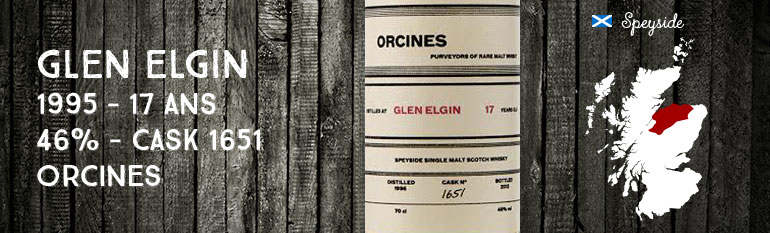 GLEN ELGIN
1995 - 17 ANS
46% - CASK 1651
ORCINES
ORCINES
PURVEYORS OF RARE MALT WHISKY
GLEN ELGIN 17
SPEYSIDE SINGLE MALT SCOTCH WHISKY
DISTILLED CASK Nº BOTTLED
1651
70 cl
Speyside